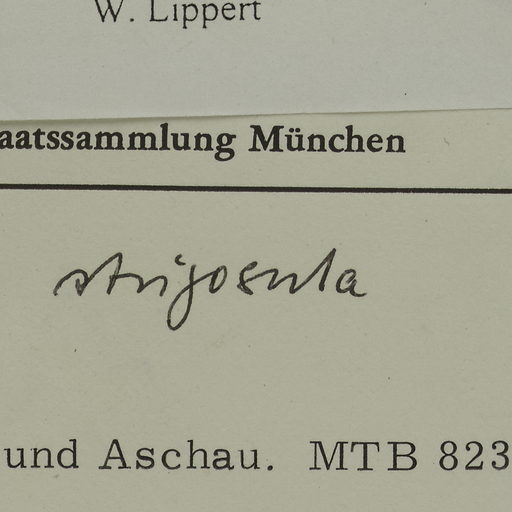 W. Lippert
aatssammlung München
strigosula
und Aschau. MTB 823